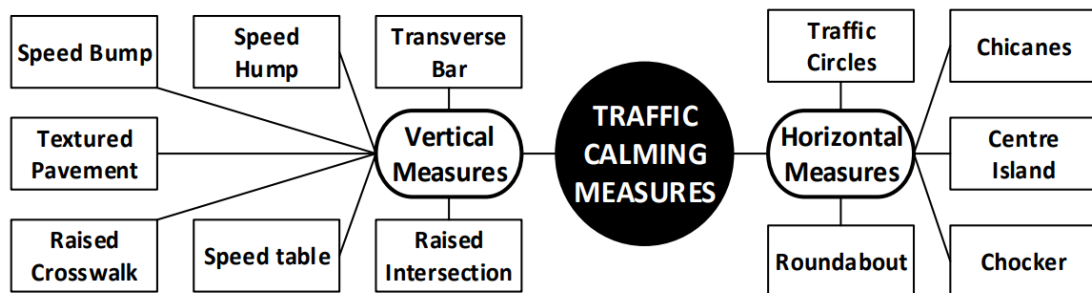 Speed Bump
Speed
Hump
Transverse
Bar
Textured
Pavement
Vertical
Measures
Raised
Crosswalk
Speed table
Raised
Intersection
TRAFFIC
CALMING
MEASURES
Traffic
Circles
Chicanes
Horizontal
Measures
Centre
Island
Roundabout
Chocker